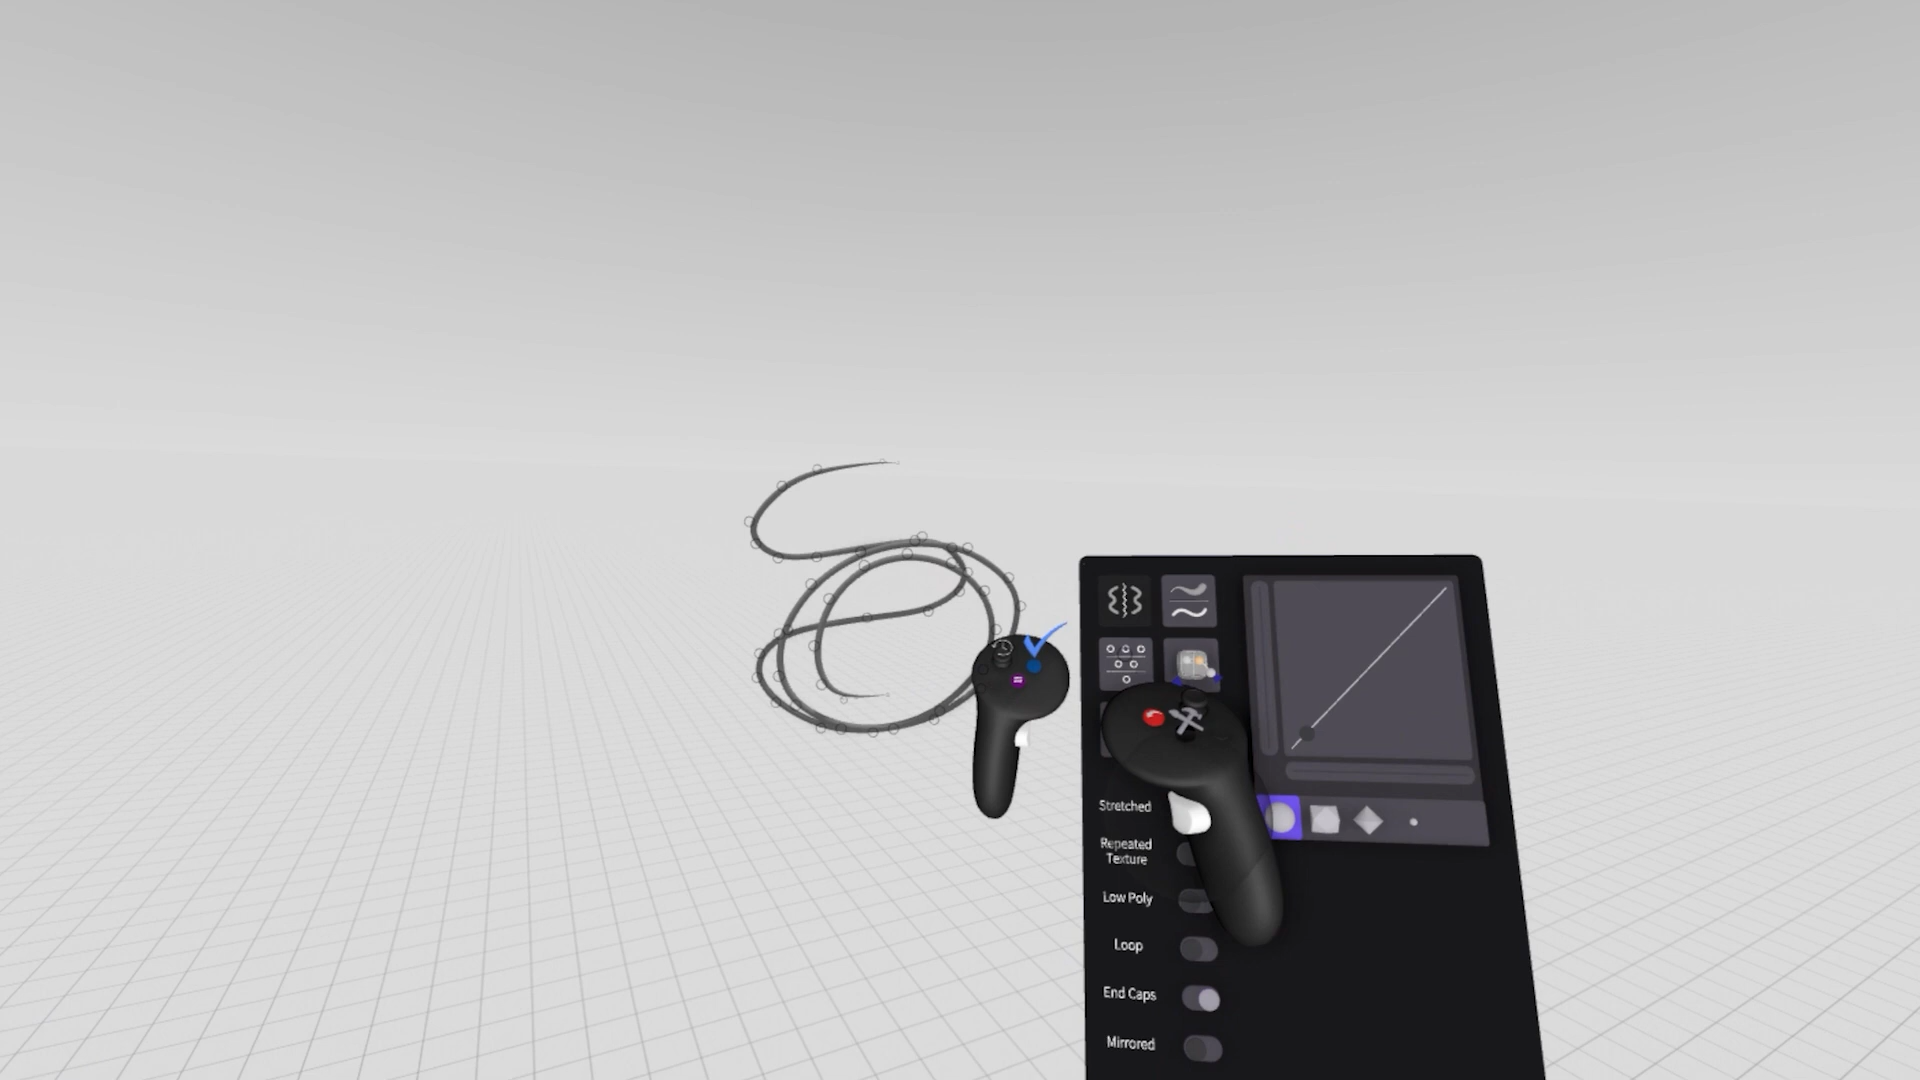 Stretched
Repeated
Texture
Low Poly
Loop
End Caps
Mirrored